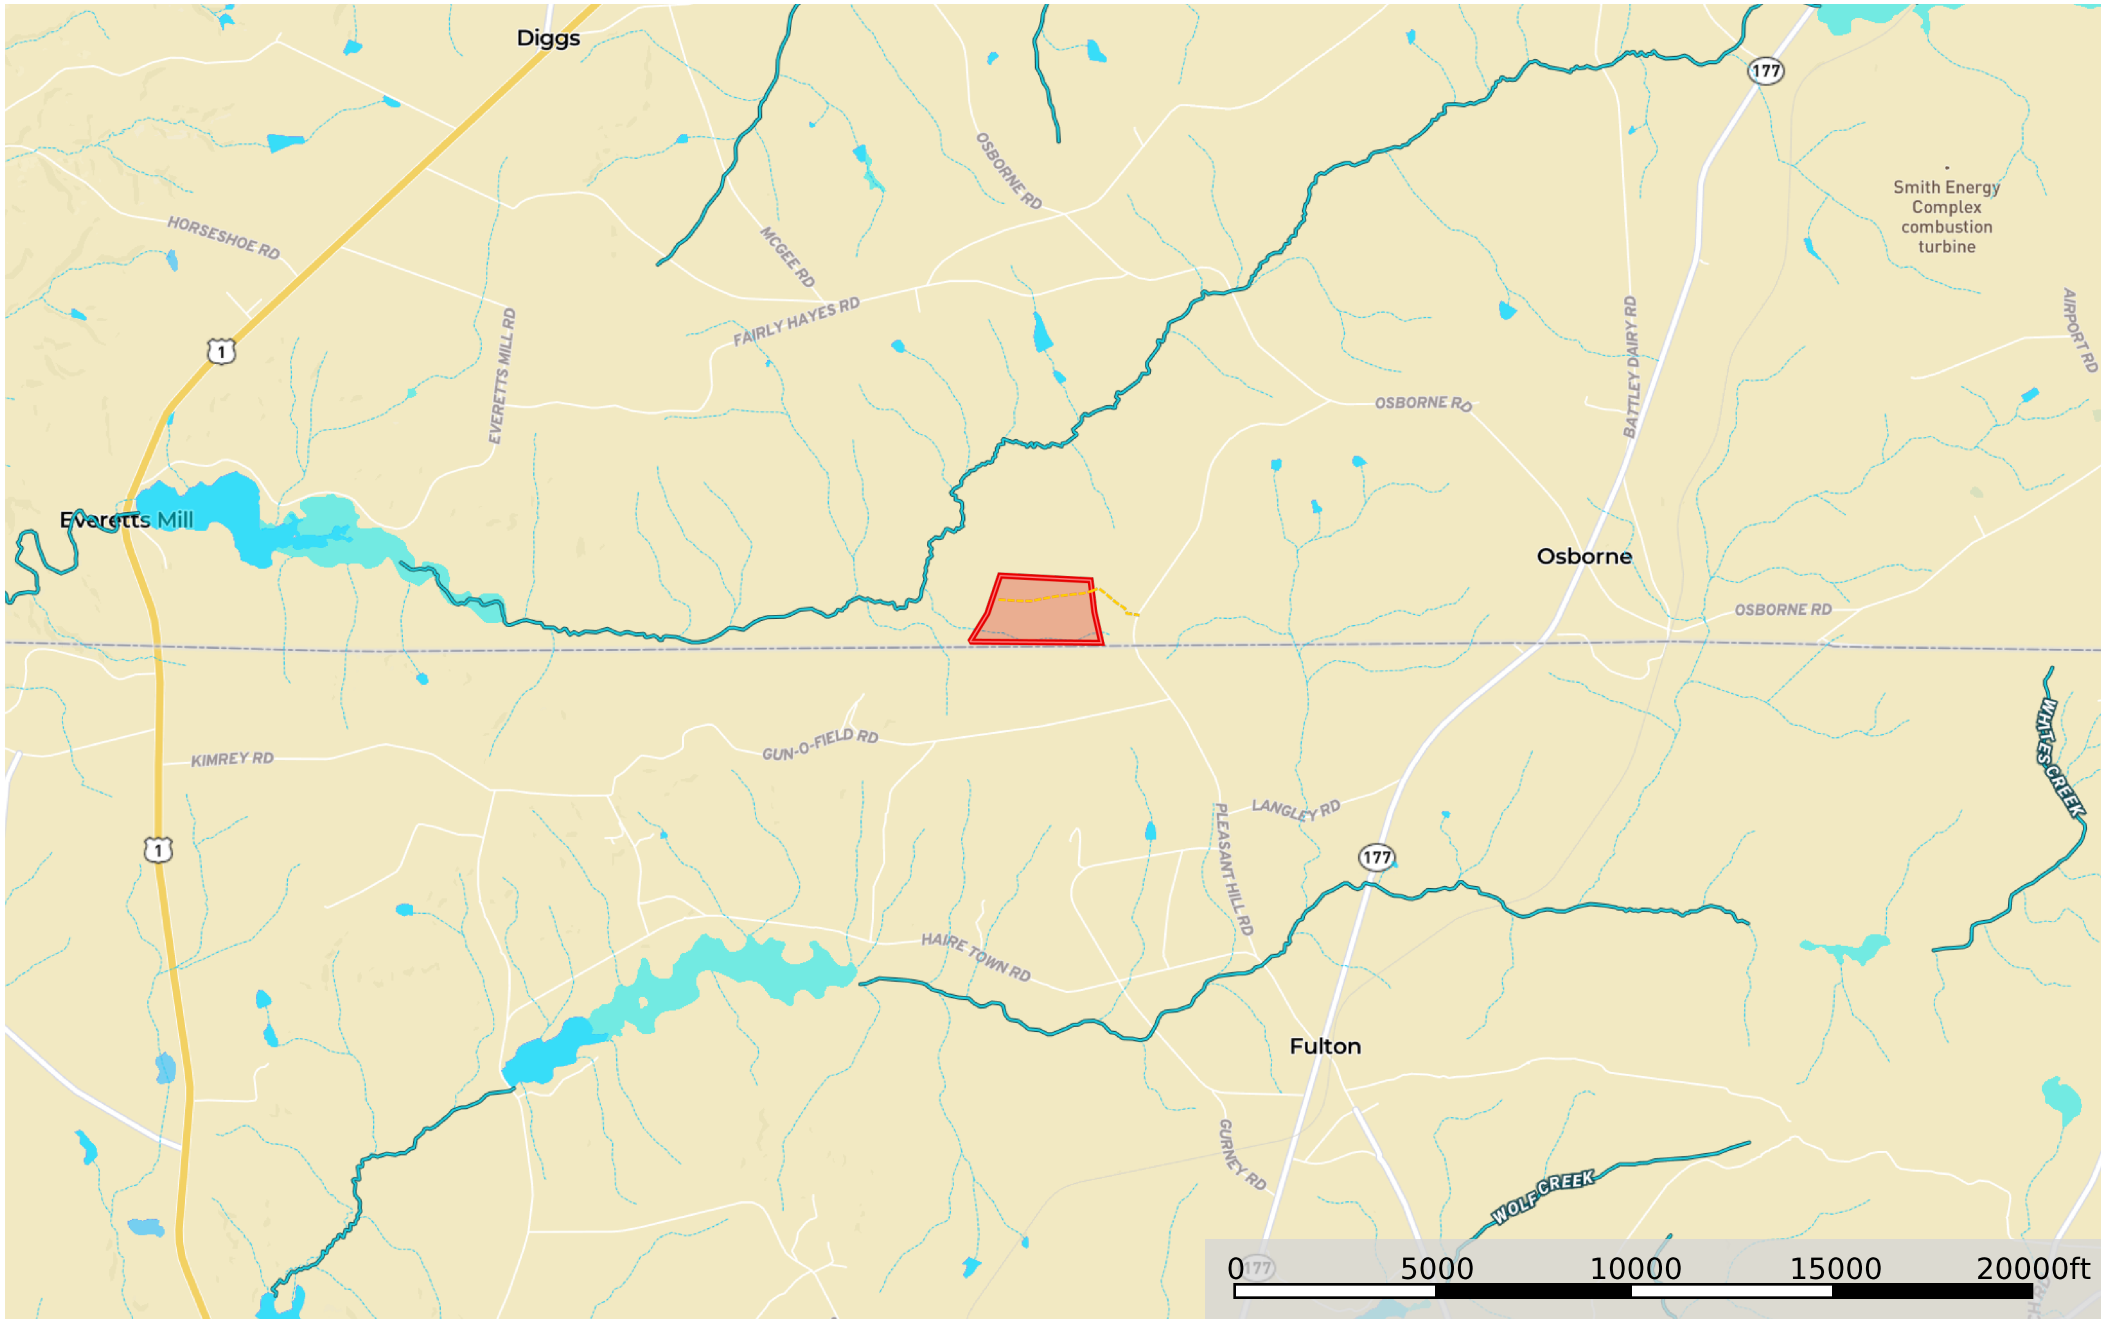 Diggs
177
OSBORNE RD
Smith Energy
Complex
combustion
turbine
HORSESHOE RD
MCGEE RD
FAIRLY HAYES RD
AIRPORT RD
EVERETTS MILL RD
BATTLEY DAIRY RD
1
OSBORNE RD
Everetts Mill
Osborne
OSBORNE RD
WHITES CREEK
GUN-O-FIELD RD
KIMREY RD
LANGLEY RD
PLEASANT HILL RD
1
177
HAIRE TOWN RD
Fulton
GURNEY RD
WOLF CREEK
177
0 5000 10000 15000 20000ft